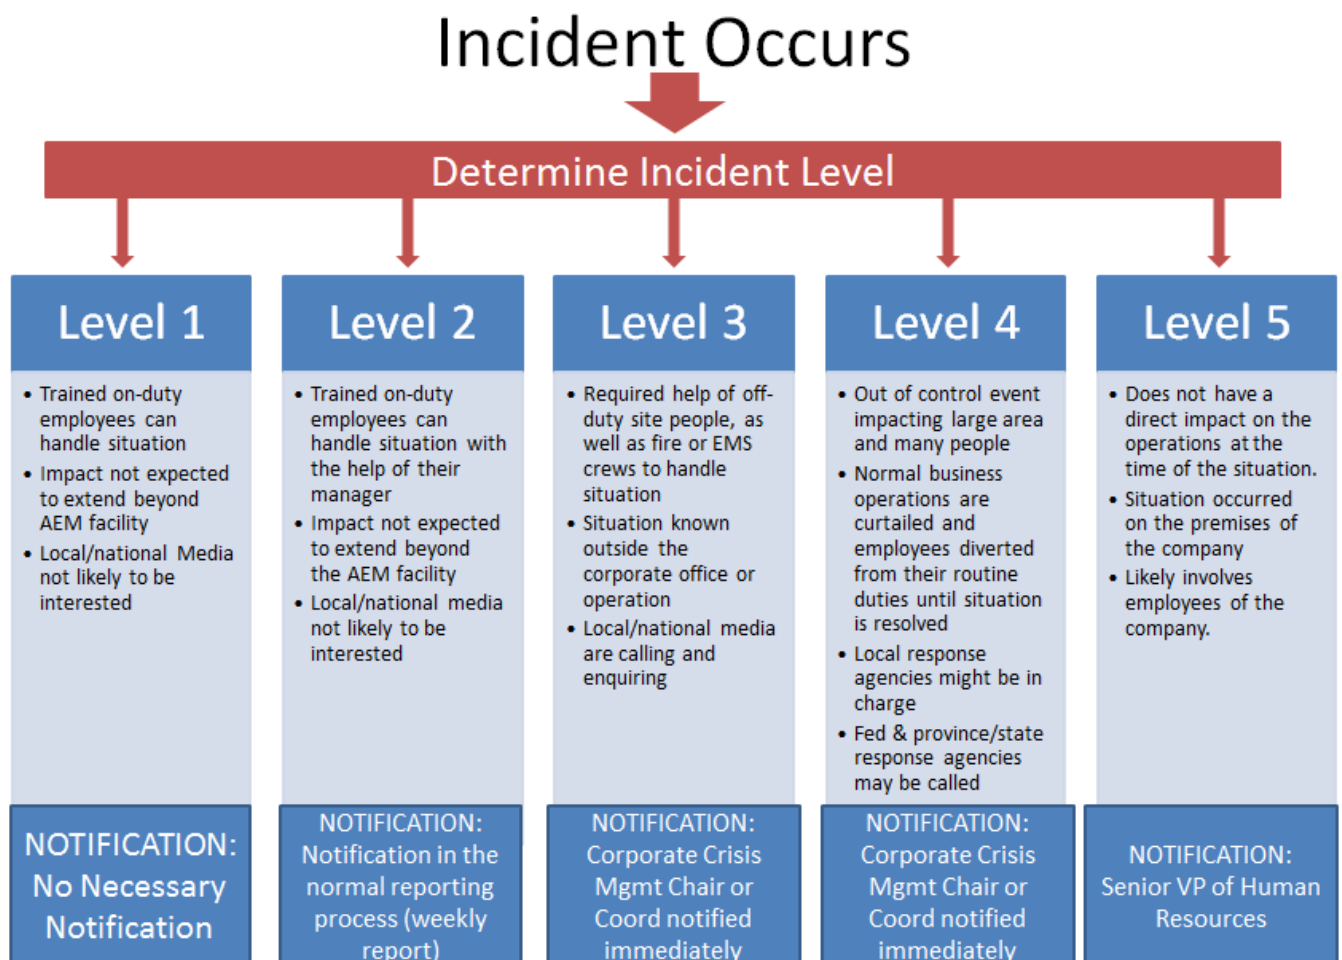 Incident Occurs
Determine Incident Level
Level 1
• Trained on-duty
employees can
handle situation
• Impact not expected
to extend beyond
AEM facility
• Local/national Media
not likely to be
interested
NOTIFICATION:
No Necessary
Notification
Level 2
• Trained on-duty
employees can
handle situation with
the help of their
manager
• Impact not expected
to extend beyond
the AEM facility
• Local/national media
not likely to be
interested
NOTIFICATION:
Notification in the
normal reporting
process (weekly
report)
Level 3
• Required help of off-
duty site people, as
well as fire or EMS
crews to handle
situation
• Situation known
outside the
corporate office or
operation
• Local/national media
are calling and
enquiring
NOTIFICATION:
Corporate Crisis
Mgmt Chair or
Coord notified
immediately
Level 4
• Out of control event
impacting large area
and many people
• Normal business
operations are
curtailed and
employees diverted
from their routine
duties until situation
is resolved
• Local response
agencies might be in
charge
• Fed & province/state
response agencies
may be called
NOTIFICATION:
Corporate Crisis
Mgmt Chair or
Coord notified
immediately
Level 5
• Does not have a
direct impact on the
operations at the
time of the situation.
• Situation occurred
on the premises of
the company
• Likely involves
employees of the
company.
NOTIFICATION:
Senior VP of Human
Resources